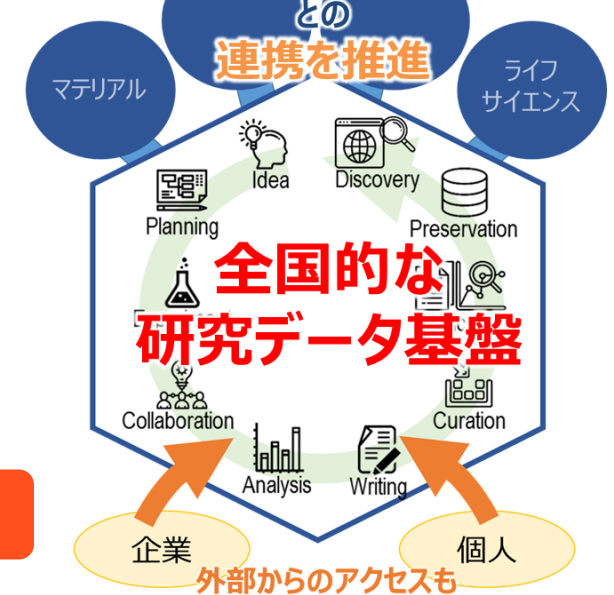 との
連携を推進
マテリアル
ライフ
サイエンス
Idea
Discovery
Planning
Preservation
全国的な
研究データ基盤
Collaboration
Curation
Analysis
Writing
企業
個人
外部からのアクセスも